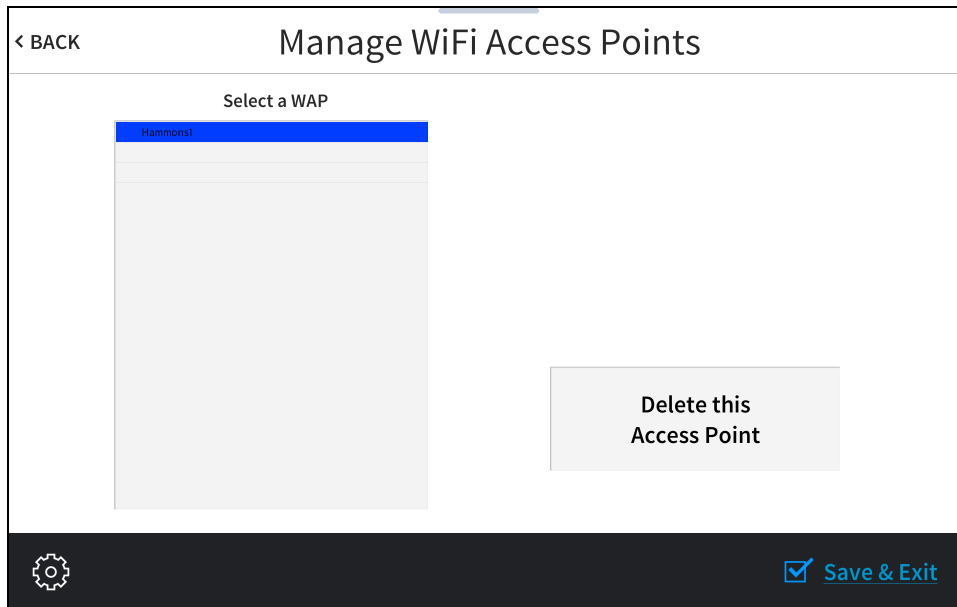 < BACK
Manage WiFi Access Points
Select a WAP
Hammons1
Delete this
Access Point
Save & Exit